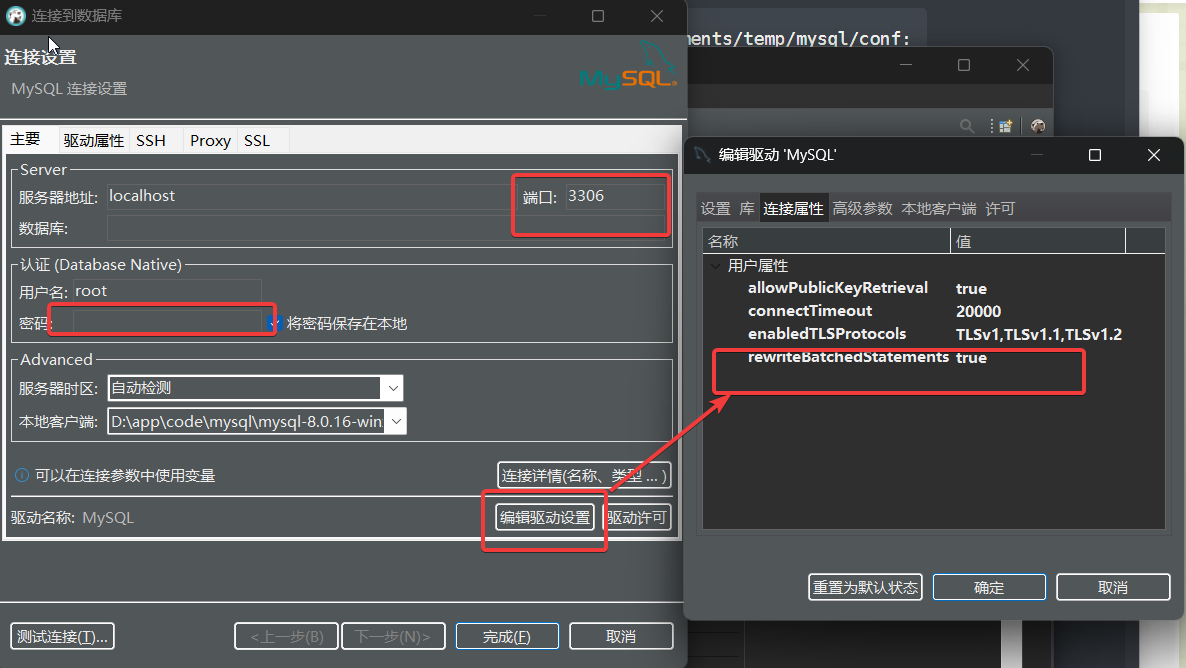 连接到数据库
ments/temp/mysql/conf:
连接设置
MySQL 连接设置
MySQL®
主要 驱动属性 SSH Proxy SSL
Server
服务器地址: localhost 端口: 3306
数据库:
认证 (Database Native)
用户名: root
密码: 将密码保存在本地
Advanced
服务器时区: 自动检测
本地客户端: D:\app\code\mysql\mysql-8.0.16-win
可以在连接参数中使用变量
连接详情(名称、类型 ... )
驱动名称: MySQL 编辑驱动设置 驱动许可
测试连接(T)... <上一步(B) 下一步(N)> 完成(F) 取消
编辑驱动 'MySQL'
设置 库 连接属性 高级参数 本地客户端 许可
名称 值
用户属性
allowPublicKeyRetrieval true
connectTimeout 20000
enabledTLSProtocols TLSv1,TLSv1.1,TLSv1.2
rewriteBatchedStatements true
重置为默认状态 确定 取消